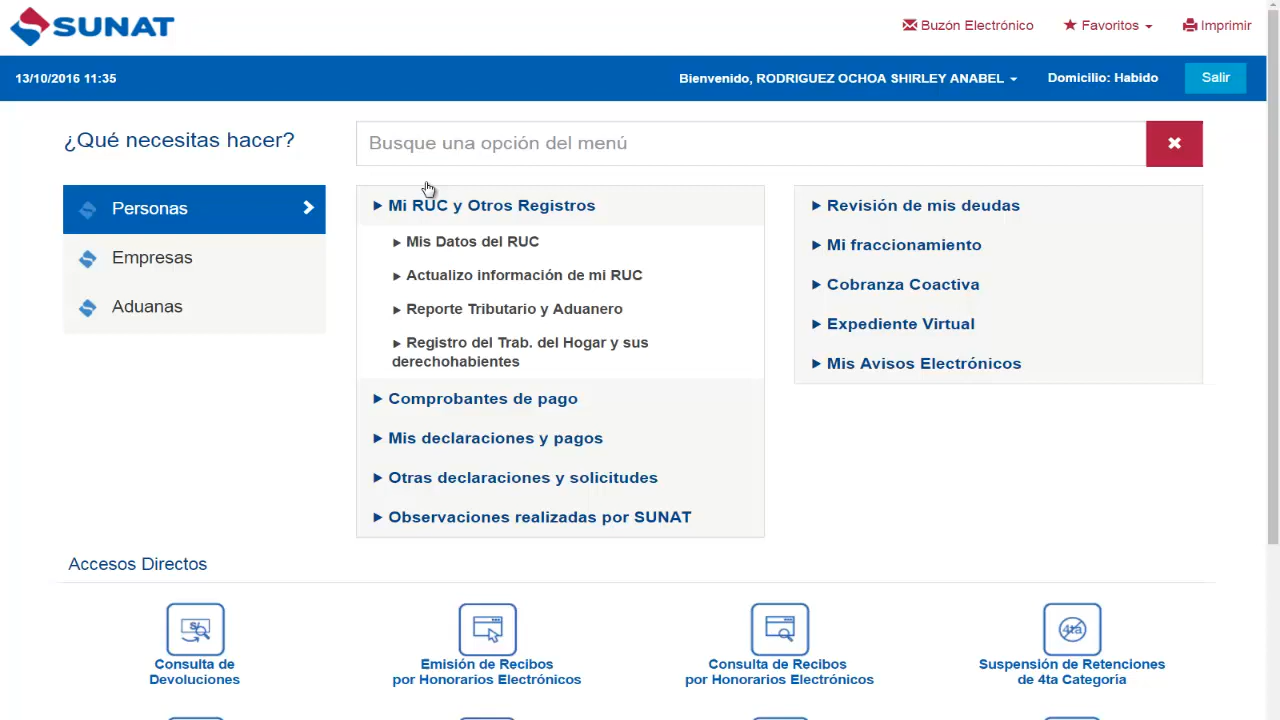 SUNAT
Buzón Electrónico
Favoritos
Imprimir
13/10/2016 11:35
Bienvenido, RODRIGUEZ OCHOA SHIRLEY ANABEL
Domicilio: Habido
Salir
¿Qué necesitas hacer?
Busque una opción del menú
Personas
Empresas
Aduanas
Mi RUC y Otros Registros
Mis Datos del RUC
Actualizo información de mi RUC
Reporte Tributario y Aduanero
Registro del Trab. del Hogar y sus
derechohabientes
Comprobantes de pago
Mis declaraciones y pagos
Otras declaraciones y solicitudes
Observaciones realizadas por SUNAT
Revisión de mis deudas
Mi fraccionamiento
Cobranza Coactiva
Expediente Virtual
Mis Avisos Electrónicos
Accesos Directos
S/
Consulta de
Devoluciones
Emisión de Recibos
por Honorarios Electrónicos
Consulta de Recibos
por Honorarios Electrónicos
4ta
Suspensión de Retenciones
de 4ta Categoría